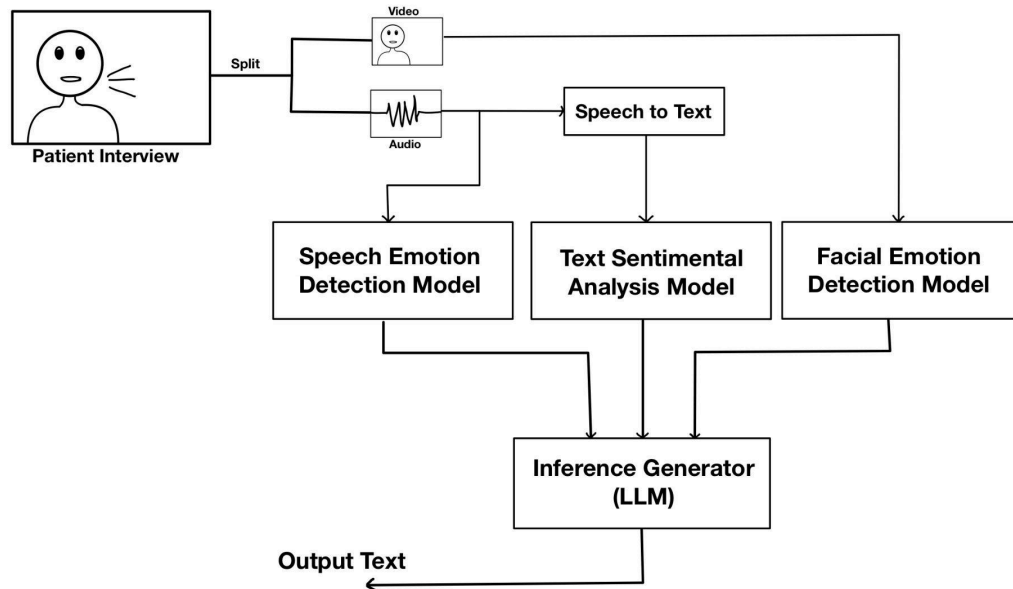 Video
Split
Speech to Text
Audio
Patient Interview
Speech Emotion
Detection Model
Text Sentimental
Analysis Model
Facial Emotion
Detection Model
Inference Generator
(LLM)
Output Text